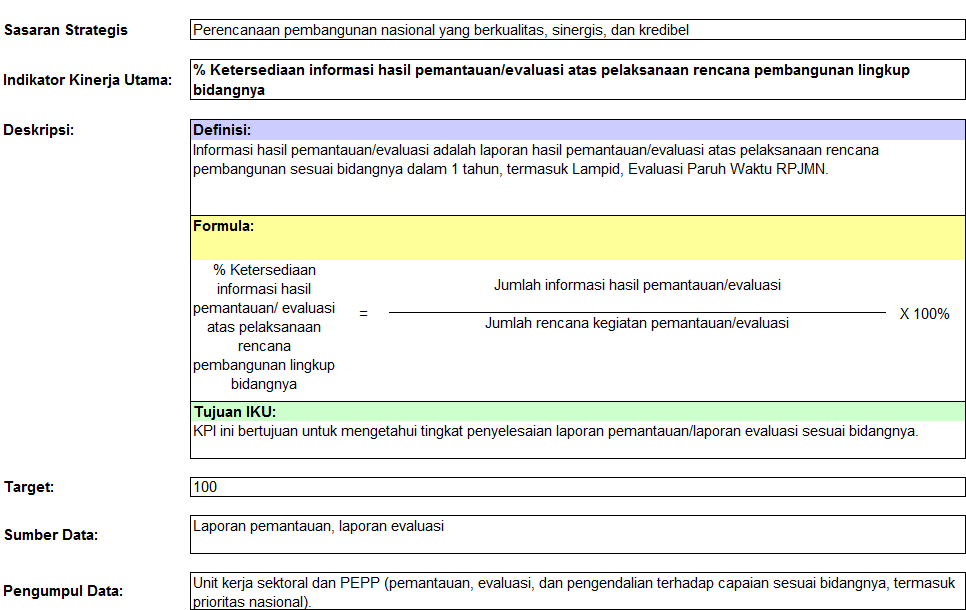 Sasaran Strategis
Perencanaan pembangunan nasional yang berkualitas, sinergis, dan kredibel
Indikator Kinerja Utama:
% Ketersediaan informasi hasil pemantauan/evaluasi atas pelaksanaan rencana pembangunan lingkup
bidangnya
Deskripsi:
Definisi:
Informasi hasil pemantauan/evaluasi adalah laporan hasil pemantauan/evaluasi atas pelaksanaan rencana
pembangunan sesuai bidangnya dalam 1 tahun, termasuk Lampid, Evaluasi Paruh Waktu RPJMN.
Formula:
% Ketersediaan
informasi hasil
pemantauan/ evaluasi
atas pelaksanaan
rencana
pembangunan lingkup
bidangnya
=
Jumlah informasi hasil pemantauan/evaluasi
Jumlah rencana kegiatan pemantauan/evaluasi
X 100%
Tujuan IKU:
KPI ini bertujuan untuk mengetahui tingkat penyelesaian laporan pemantauan/laporan evaluasi sesuai bidangnya.
Target:
100
Sumber Data:
Laporan pemantauan, laporan evaluasi
Pengumpul Data:
Unit kerja sektoral dan PEPP (pemantauan, evaluasi, dan pengendalian terhadap capaian sesuai bidangnya, termasuk
prioritas nasional).